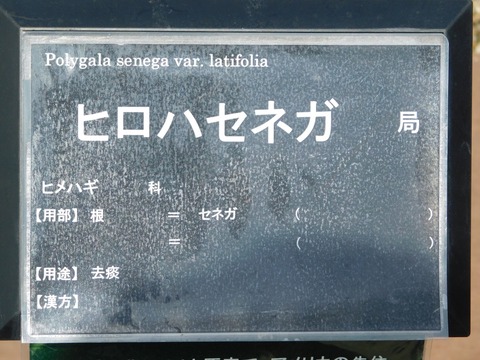 Polygala senega var. latifolia
ヒロハセネガ 局
ヒメハギ 科
【用部】 根 ＝ セネガ ( )
＝ ( )
【用途】 去痰
【漢方】